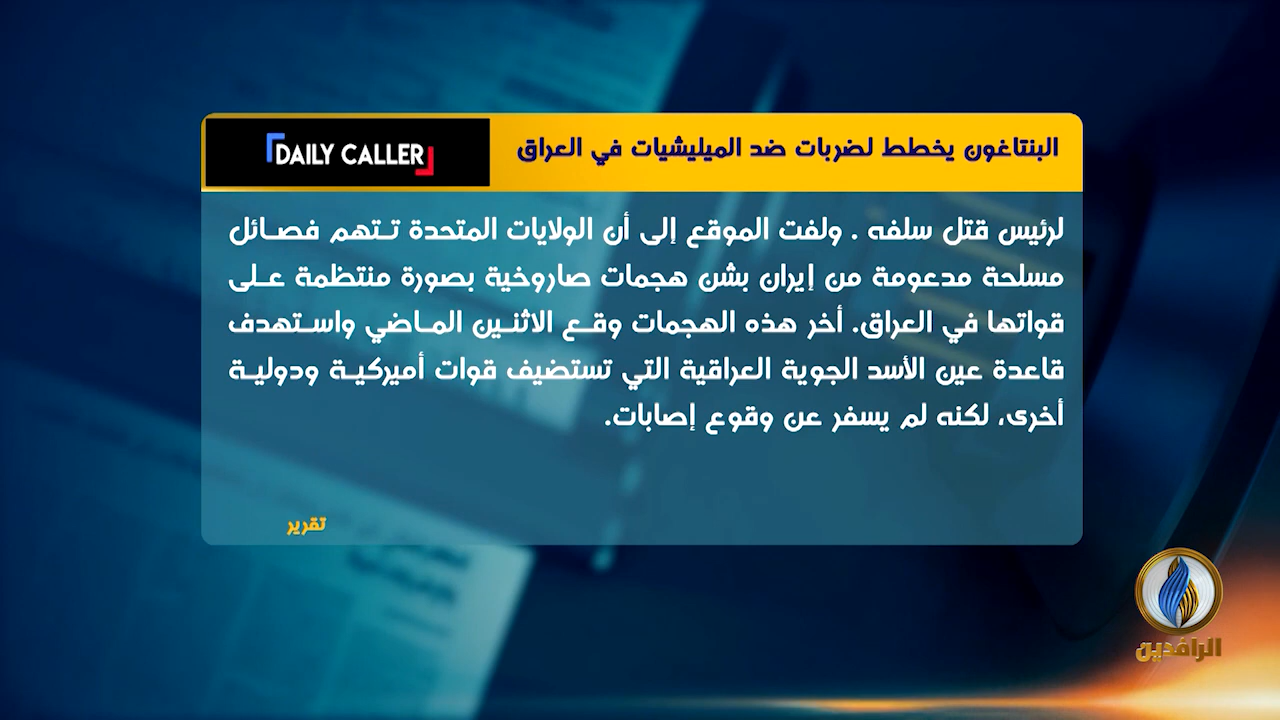 البنتاغون يخطط لضربات ضد الميليشيات في العراق
DAILY CALLER
لرئيس قتل سلفه . ولفت الموقع إلى أن الولايات المتحدة تتهم فصائل
مسلحة مدعومة من إيران بشن هجمات صاروخية بصورة منتظمة على
قواتها في العراق. أخر هذه الهجمات وقع الاثنين الماضي واستهدف
قاعدة عين الأسد الجوية العراقية التي تستضيف قوات أميركية ودولية
أخرى، لكنه لم يسفر عن وقوع إصابات.
تقرير
الرافدين